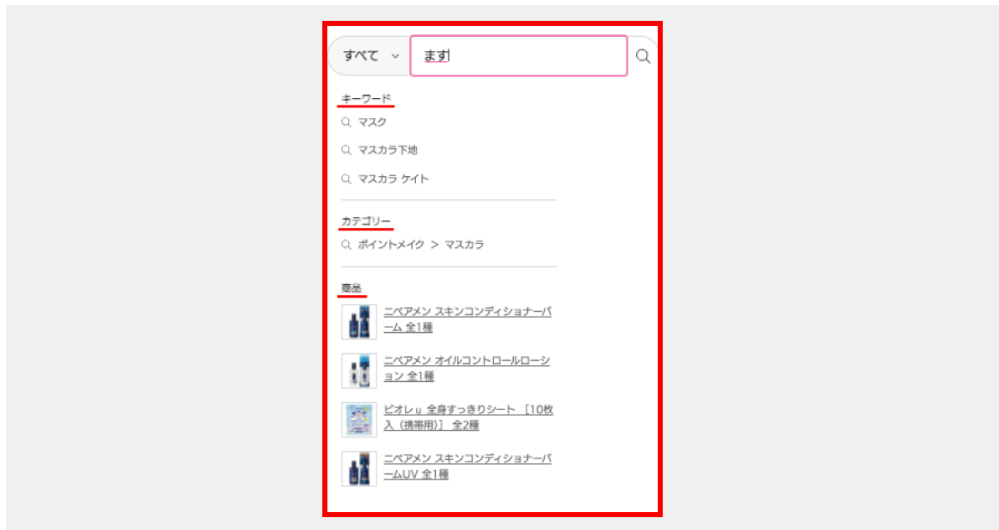 すべて
ます
キーワード
マスク
マスカラ下地
マスカラ ケイト
カテゴリー
ポイントメイク > マスカラ
商品
ニベアメン スキンコンディショナーバ
ーム 全1種
ニベアメン オイルコントロールローシ
ョン 全1種
ビオレu 全身すっきりシート ［10枚
入（携帯用）］ 全2種
ニベアメン スキンコンディショナーバ
ームUV 全1種